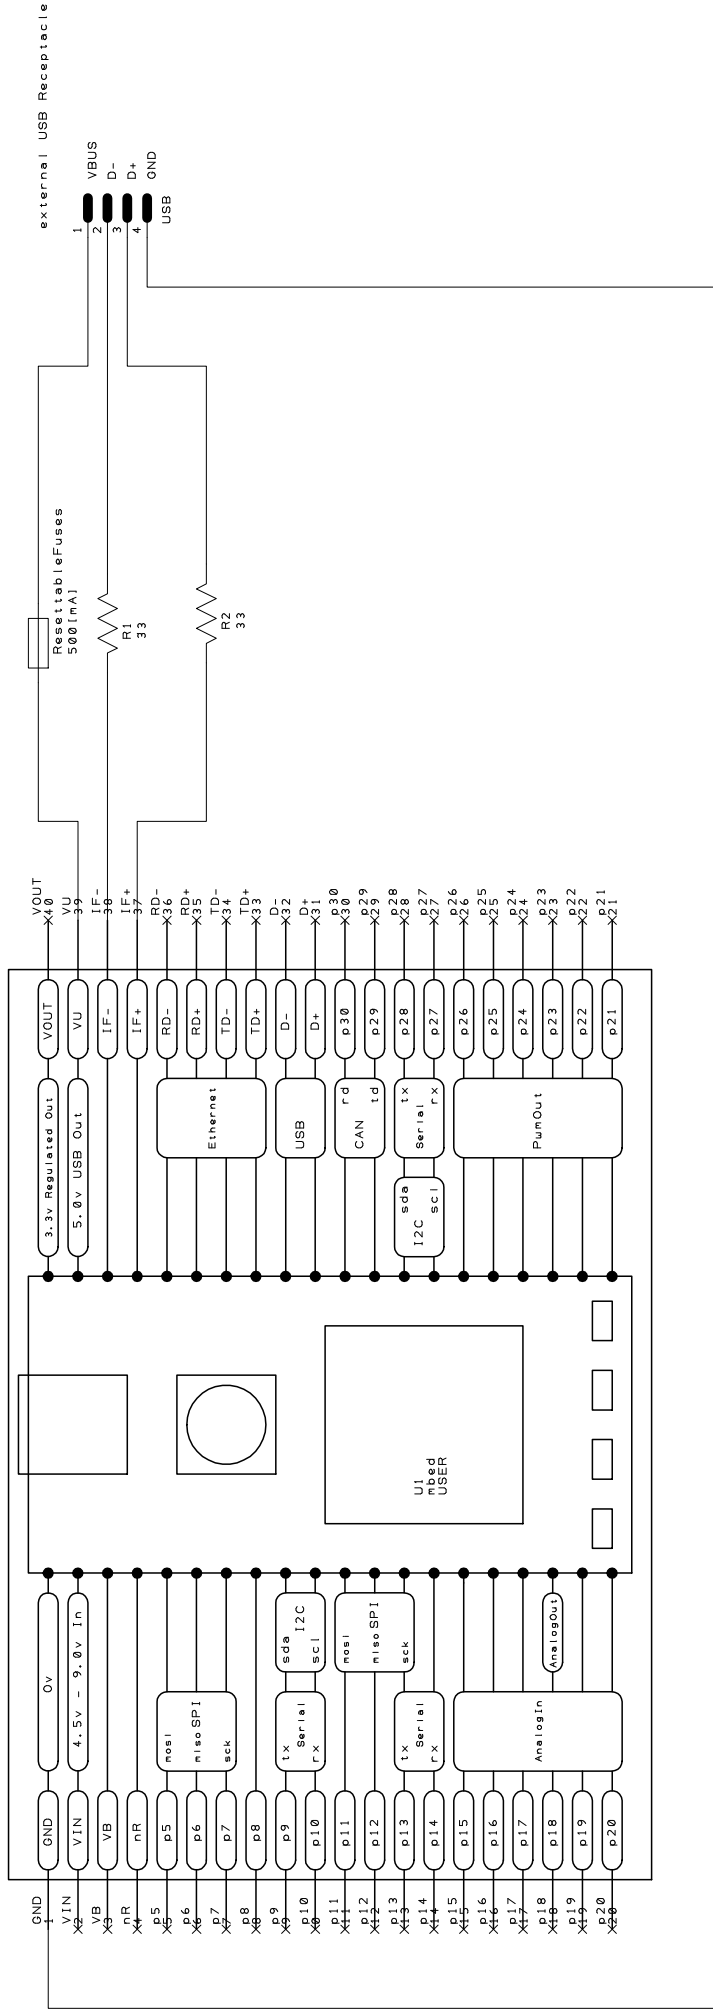 external USB Receptacle
VBUS
D-
D+
GND
1
2
3
4
USB
ResettableFuses
500[mA]
R1
33
R2
33
VOUT
VU
IF-
IF+
RD-
RD+
TD-
TD+
D-
D+
p30
p29
p28
p27
p26
p25
p24
p23
p22
p21
40
39
38
37
36
35
34
33
32
31
30
29
28
27
26
25
24
23
22
21
VOUT
VU
IF-
IF+
RD-
RD+
TD-
TD+
D-
D+
p30
p29
p28
p27
p26
p25
p24
p23
p22
p21
3.3v Regulated Out
5.0v USB Out
Ethernet
USB
rd
CAN
td
tx
Serial
rx
PwmOut
sda
I2C
scl
U1
mbed
USER
0v
4.5v - 9.0v In
mosi
miso SPI
sck
sda
I2C
scl
tx
Serial
rx
mosi
miso SPI
sck
tx
Serial
rx
AnalogOut
AnalogIn
GND
VIN
VB
nR
p5
p6
p7
p8
p9
p10
p11
p12
p13
p14
p15
p16
p17
p18
p19
p20
GND
VIN
VB
nR
p5
p6
p7
p8
p9
p10
p11
p12
p13
p14
p15
p16
p17
p18
p19
p20
1
2
3
4
5
6
7
8
9
11
12
13
14
15
16
17
18
19
20